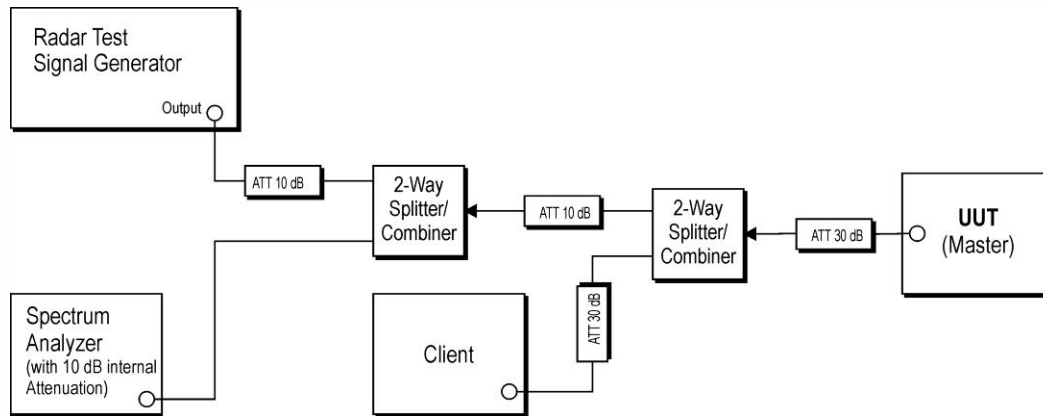 Radar Test
Signal Generator
Output
ATT 10 dB
2-Way
Splitter/
Combiner
ATT 10 dB
2-Way
Splitter/
Combiner
ATT 30 dB
UUT
(Master)
Spectrum
Analyzer
(with 10 dB internal
Attenuation)
Client
ATT 30 dB